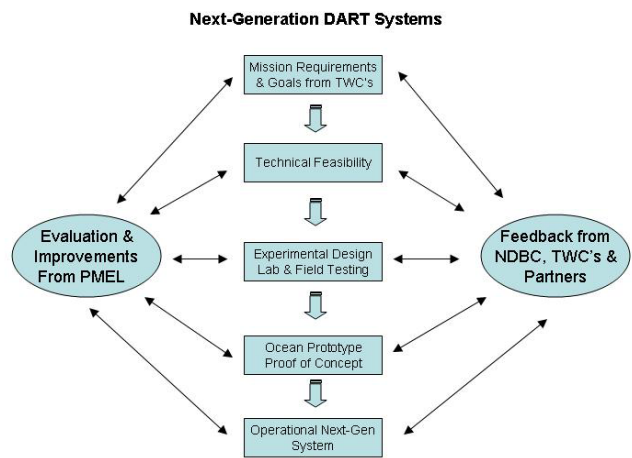 Next-Generation DART Systems
Mission Requirements
& Goals from TWC's
Technical Feasibility
Evaluation &
Improvements
From PMEL
Experimental Design
Lab & Field Testing
Feedback from
NDBC, TWC's &
Partners
Ocean Prototype
Proof of Concept
Operational Next-Gen
System